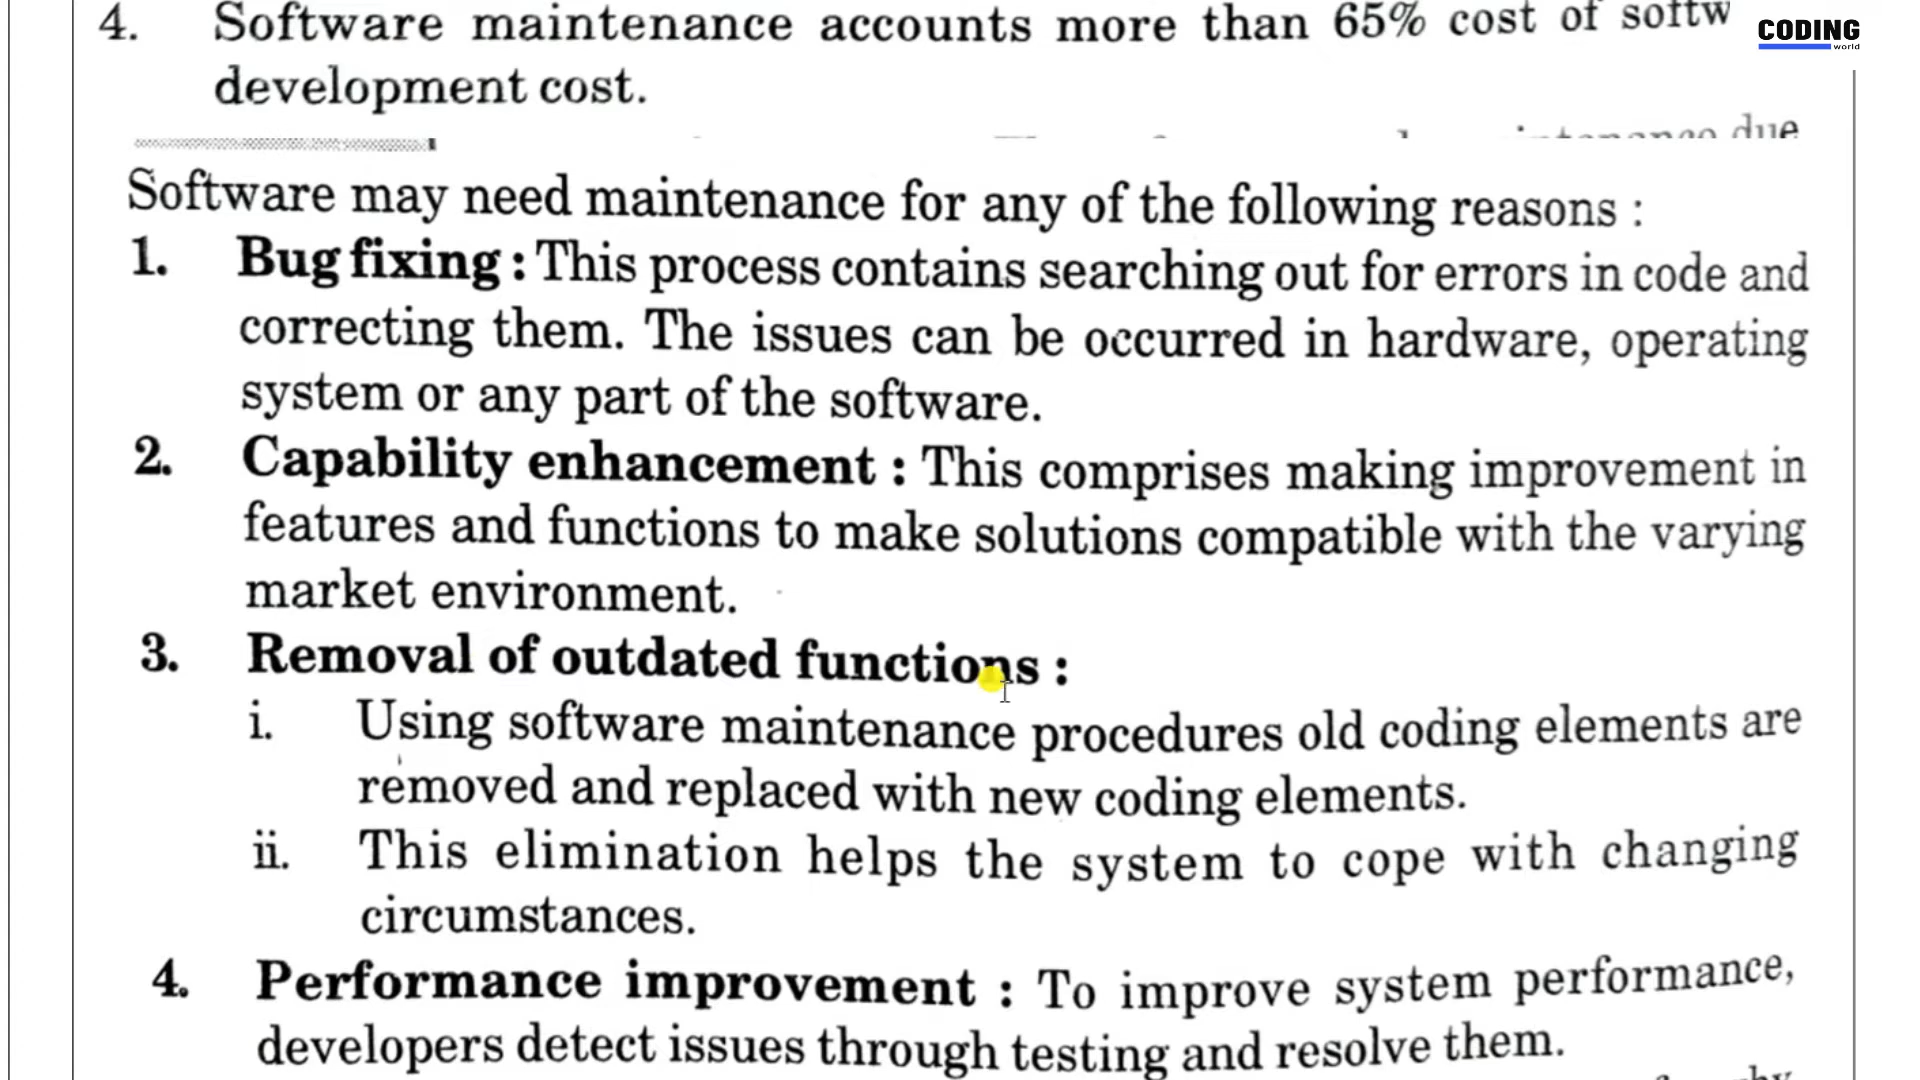 4. Software maintenance accounts more than 65% cost of softw
development cost.
CODING
world
due
Software may need maintenance for any of the following reasons :
1. Bug fixing : This process contains searching out for errors in code and
correcting them. The issues can be occurred in hardware, operating
system or any part of the software.
2. Capability enhancement : This comprises making improvement in
features and functions to make solutions compatible with the varying
market environment.
3. Removal of outdated functions :
i. Using software maintenance procedures old coding elements are
removed and replaced with new coding elements.
ii. This elimination helps the system to cope with changing
circumstances.
4. Performance improvement : To improve system performance,
developers detect issues through testing and resolve them.